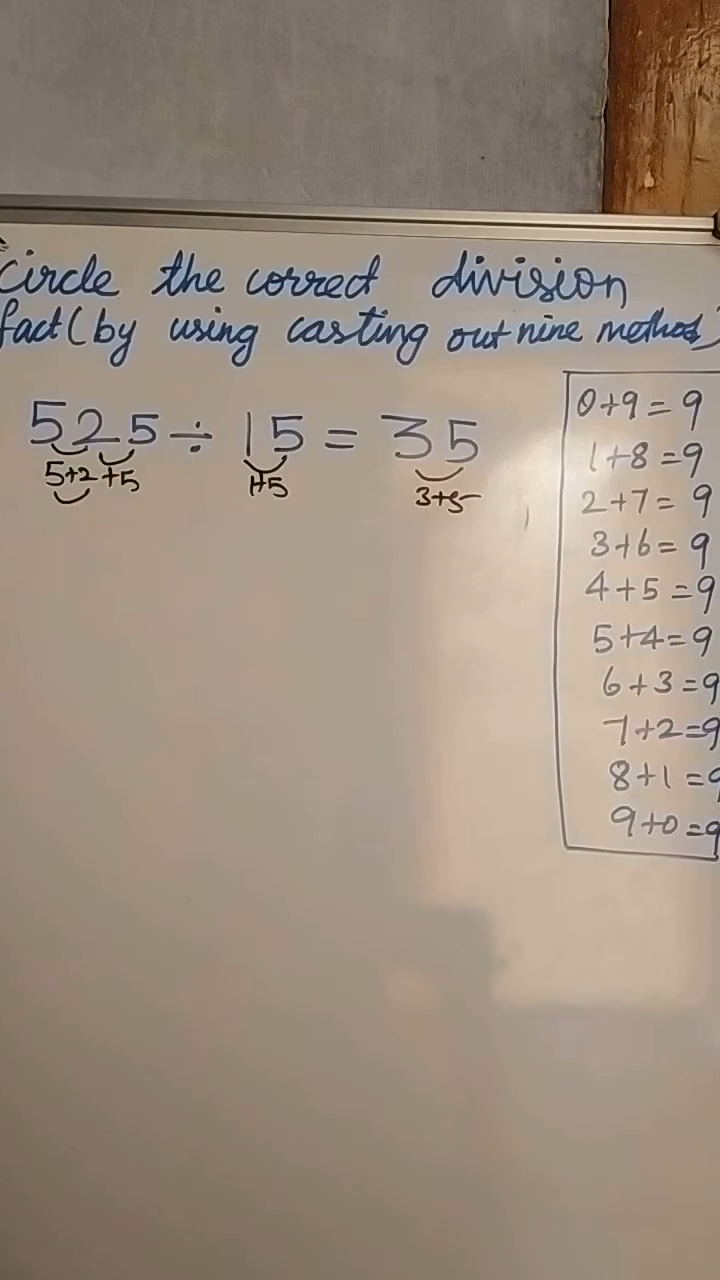 Circle the correct division
fact (by using casting out nine method)
525 ÷ 15 = 35
5+2+5 1+5 3+5
0+9=9
1+8=9
2+7=9
3+6=9
4+5=9
5+4=9
6+3=9
7+2=9
8+1=9
9+0=9